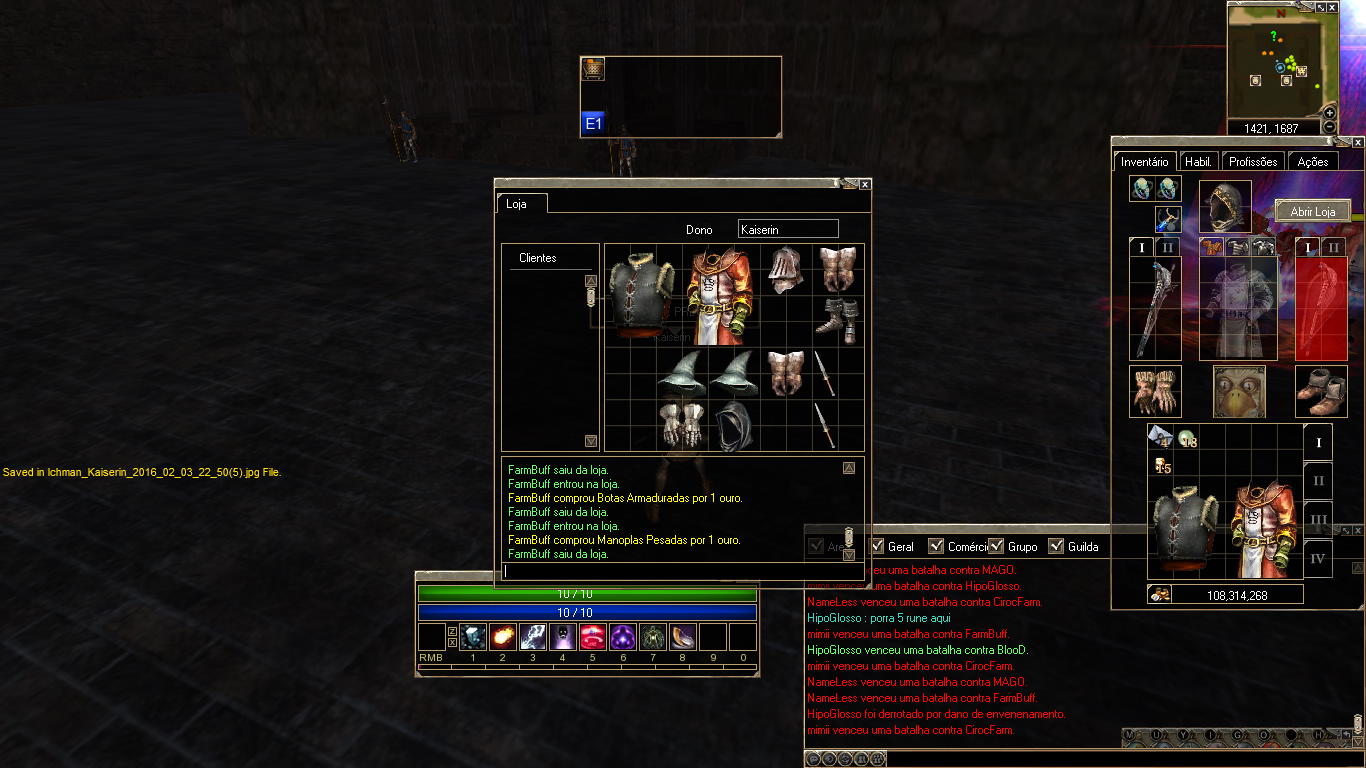 N
?
W
1421, 1687
E1
Inventário
Habil.
Profissões
Ações
Abrir Loja
I
II
I
II
Loja
Dono
Kaiserin
Clientes
Kaiserin
4
18
15
I
II
III
IV
108,314,268
Saved in Ichman_Kaiserin_2016_02_03_22_50(5).jpg File.
FarmBuff saiu da loja.
FarmBuff entrou na loja.
FarmBuff comprou Botas Armaduradas por 1 ouro.
FarmBuff saiu da loja.
FarmBuff entrou na loja.
FarmBuff comprou Manoplas Pesadas por 1 ouro.
FarmBuff saiu da loja.
Geral
Comérci
Grupo
Guilda
ceu uma batalha contra MAGO.
mimii venceu uma batalha contra HipoGlosso.
NameLess venceu uma batalha contra CirocFarm.
HipoGlosso : porra 5 rune aqui
mimii venceu uma batalha contra FarmBuff.
HipoGlosso venceu uma batalha contra BlooD.
mimii venceu uma batalha contra CirocFarm.
NameLess venceu uma batalha contra MAGO.
NameLess venceu uma batalha contra FarmBuff.
HipoGlosso foi derrotado por dano de envenenamento.
mimii venceu uma batalha contra CirocFarm.
10 / 10
10 / 10
Z
X
RMB 1 2 3 4 5 6 7 8 9 0
M U Y I G O H